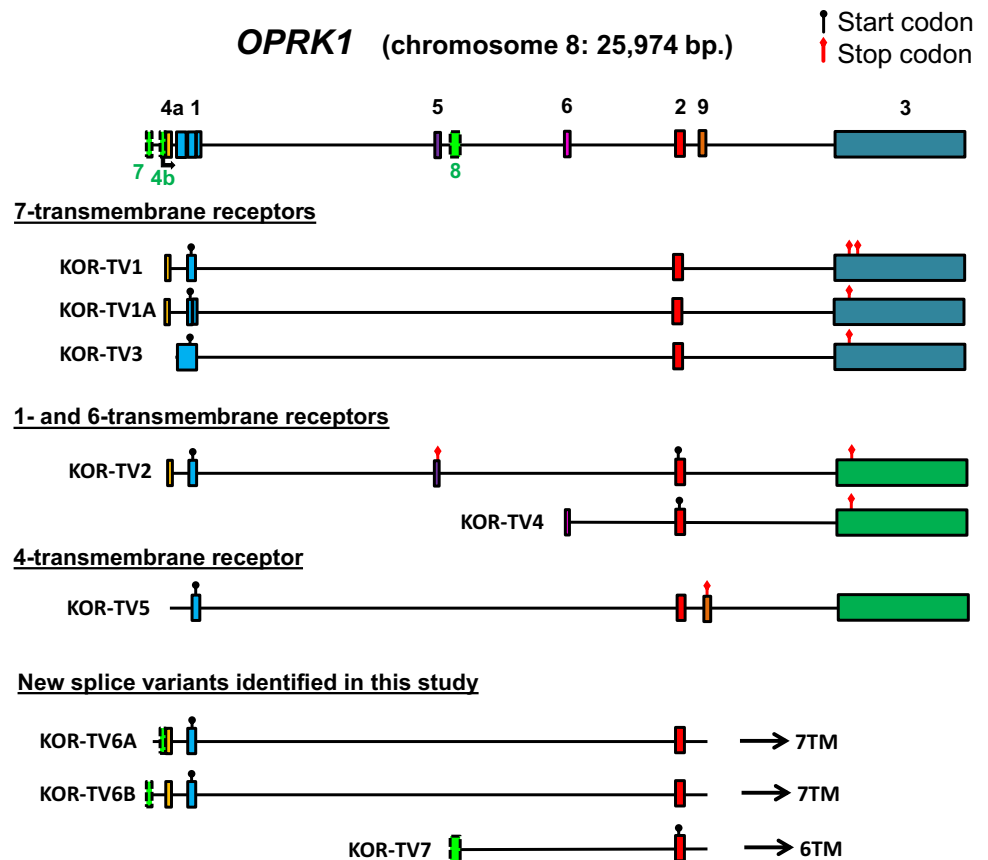 OPRK1 (chromosome 8: 25,974 bp.)
Start codon
Stop codon
4a 1 5 6 2 9 3
7 4b 8
7-transmembrane receptors
KOR-TV1
KOR-TV1A
KOR-TV3
1- and 6-transmembrane receptors
KOR-TV2
KOR-TV4
4-transmembrane receptor
KOR-TV5
New splice variants identified in this study
KOR-TV6A 7TM
KOR-TV6B 7TM
KOR-TV7 6TM